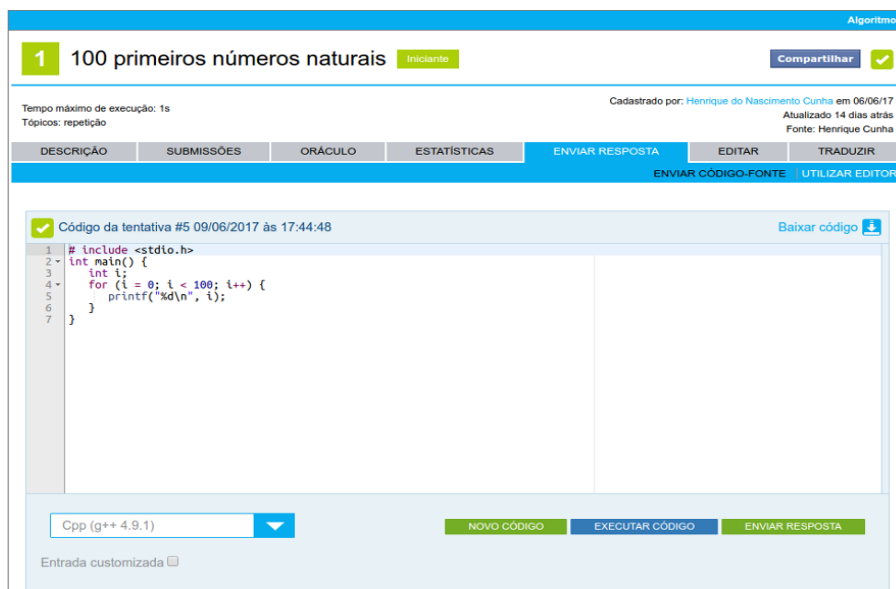 Algoritmo
1 100 primeiros números naturais Iniciante Compartilhar
Tempo máximo de execução: 1s
Tópicos: repetição
Cadastrado por: Henrique do Nascimento Cunha em 06/06/17
Atualizado 14 dias atrás
Fonte: Henrique Cunha
DESCRIÇÃO SUBMISSÕES ORÁCULO ESTATÍSTICAS ENVIAR RESPOSTA EDITAR TRADUZIR
ENVIAR CÓDIGO-FONTE | UTILIZAR EDITOR
Código da tentativa #5 09/06/2017 às 17:44:48 Baixar código
1 # include <stdio.h>
2 int main() {
3 int i;
4 for (i = 0; i < 100; i++) {
5 printf("%d\n", i);
6 }
7 }
Cpp (g++ 4.9.1) NOVO CÓDIGO EXECUTAR CÓDIGO ENVIAR RESPOSTA
Entrada customizada